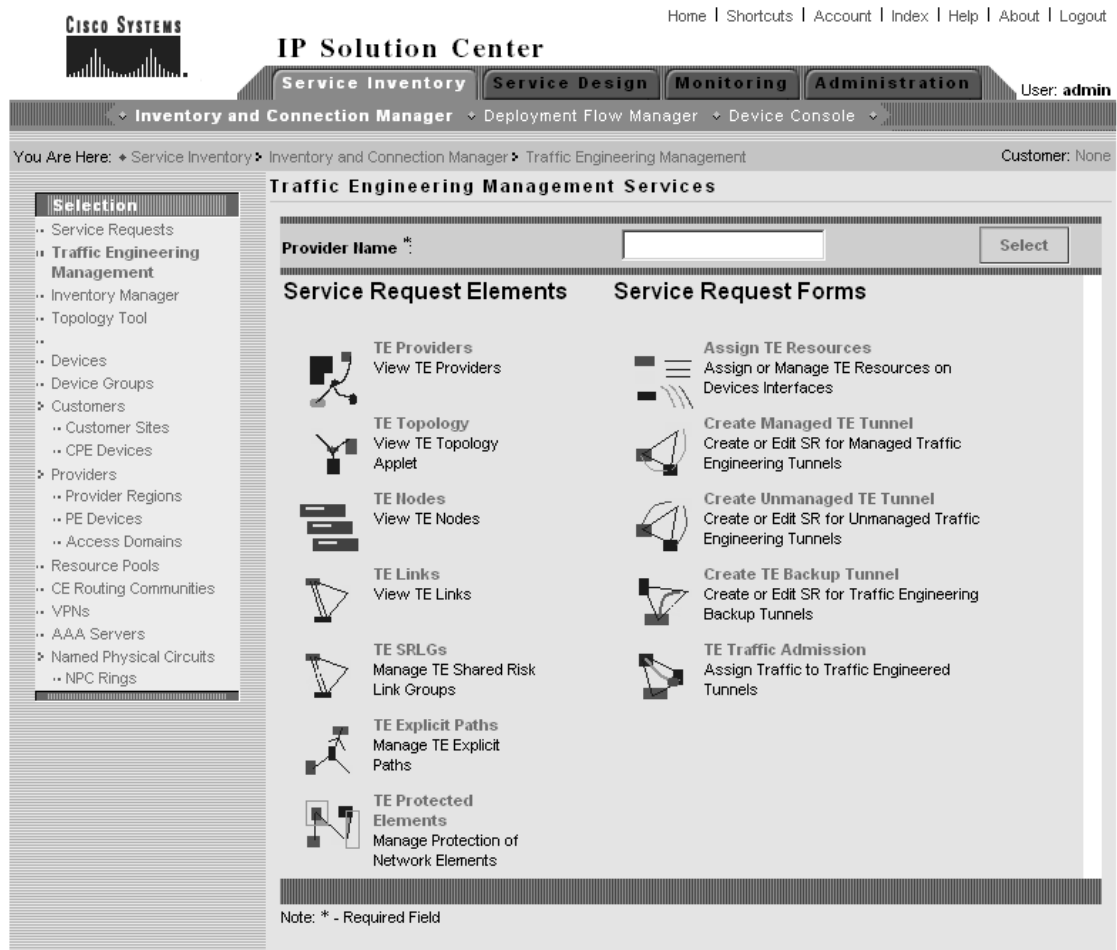 Home | Shortcuts | Account | Index | Help | About | Logout
CISCO SYSTEMS
IP Solution Center
Service Inventory Service Design Monitoring Administration
User: admin
Inventory and Connection Manager Deployment Flow Manager Device Console
You Are Here: Service Inventory Inventory and Connection Manager Traffic Engineering Management
Customer: None
Selection
Service Requests
Traffic Engineering
Management
Inventory Manager
Topology Tool
Devices
Device Groups
Customers
Customer Sites
CPE Devices
Providers
Provider Regions
PE Devices
Access Domains
Resource Pools
CE Routing Communities
VPNs
AAA Servers
Named Physical Circuits
NPC Rings
Traffic Engineering Management Services
Provider Name *:
Select
Service Request Elements
TE Providers
View TE Providers
TE Topology
View TE Topology
Applet
TE Nodes
View TE Nodes
TE Links
View TE Links
TE SRLGs
Manage TE Shared Risk
Link Groups
TE Explicit Paths
Manage TE Explicit
Paths
TE Protected
Elements
Manage Protection of
Network Elements
Service Request Forms
Assign TE Resources
Assign or Manage TE Resources on
Devices Interfaces
Create Managed TE Tunnel
Create or Edit SR for Managed Traffic
Engineering Tunnels
Create Unmanaged TE Tunnel
Create or Edit SR for Unmanaged Traffic
Engineering Tunnels
Create TE Backup Tunnel
Create or Edit SR for Traffic Engineering
Backup Tunnels
TE Traffic Admission
Assign Traffic to Traffic Engineered
Tunnels
Note: * - Required Field